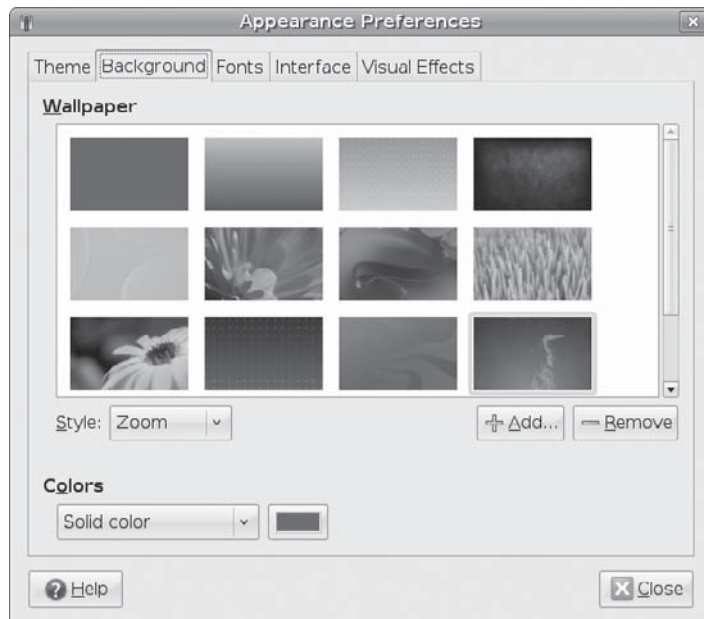 Appearance Preferences
Theme Background Fonts Interface Visual Effects
Wallpaper
Style: Zoom Add... Remove
Colors
Solid color
Help Close